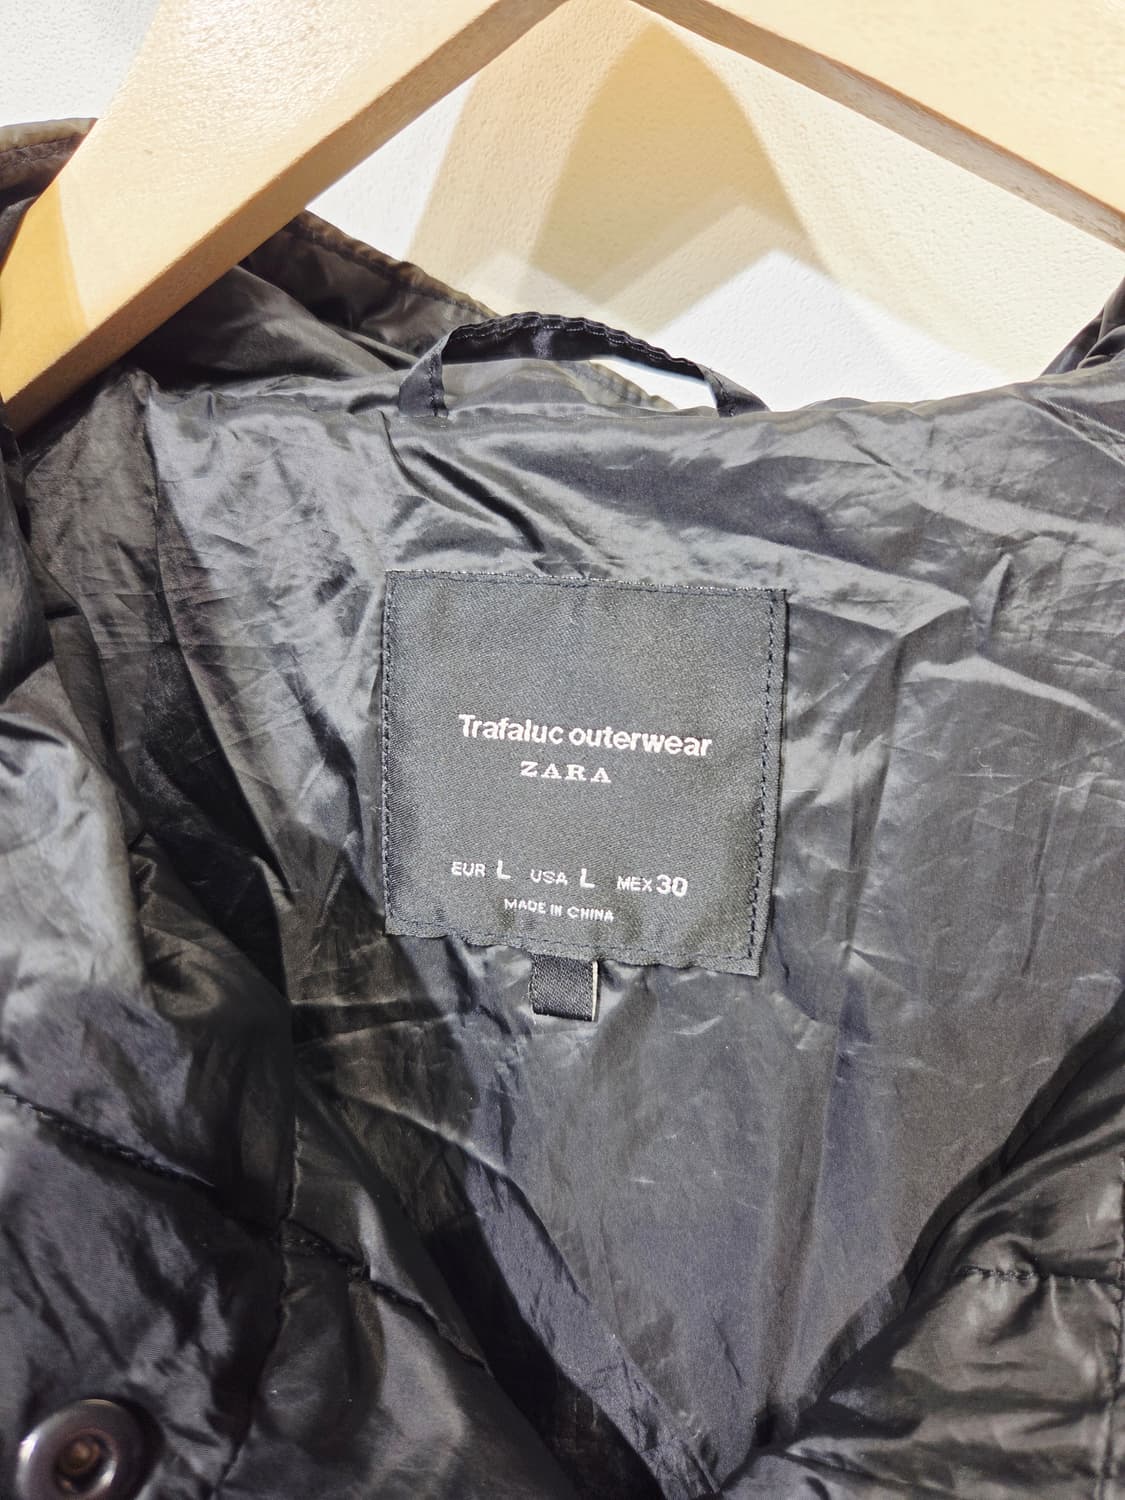 Trafaluc outerwear
ZARA
EUR L USA L MEX 30
MADE IN CHINA